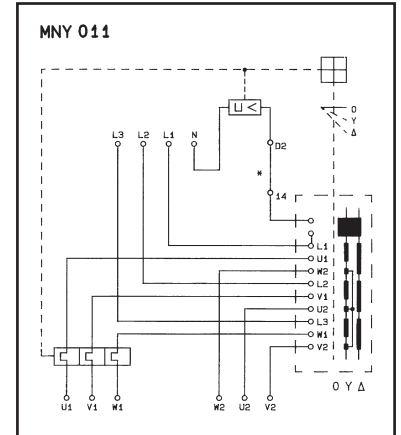 MNY 011
U <
0
Y
Δ
L3 L2 L1 N
D2
*
14
L1
U1
W2
L2
V1
U2
L3
W1
V2
0 Y Δ
U1 V1 W1 W2 U2 V2